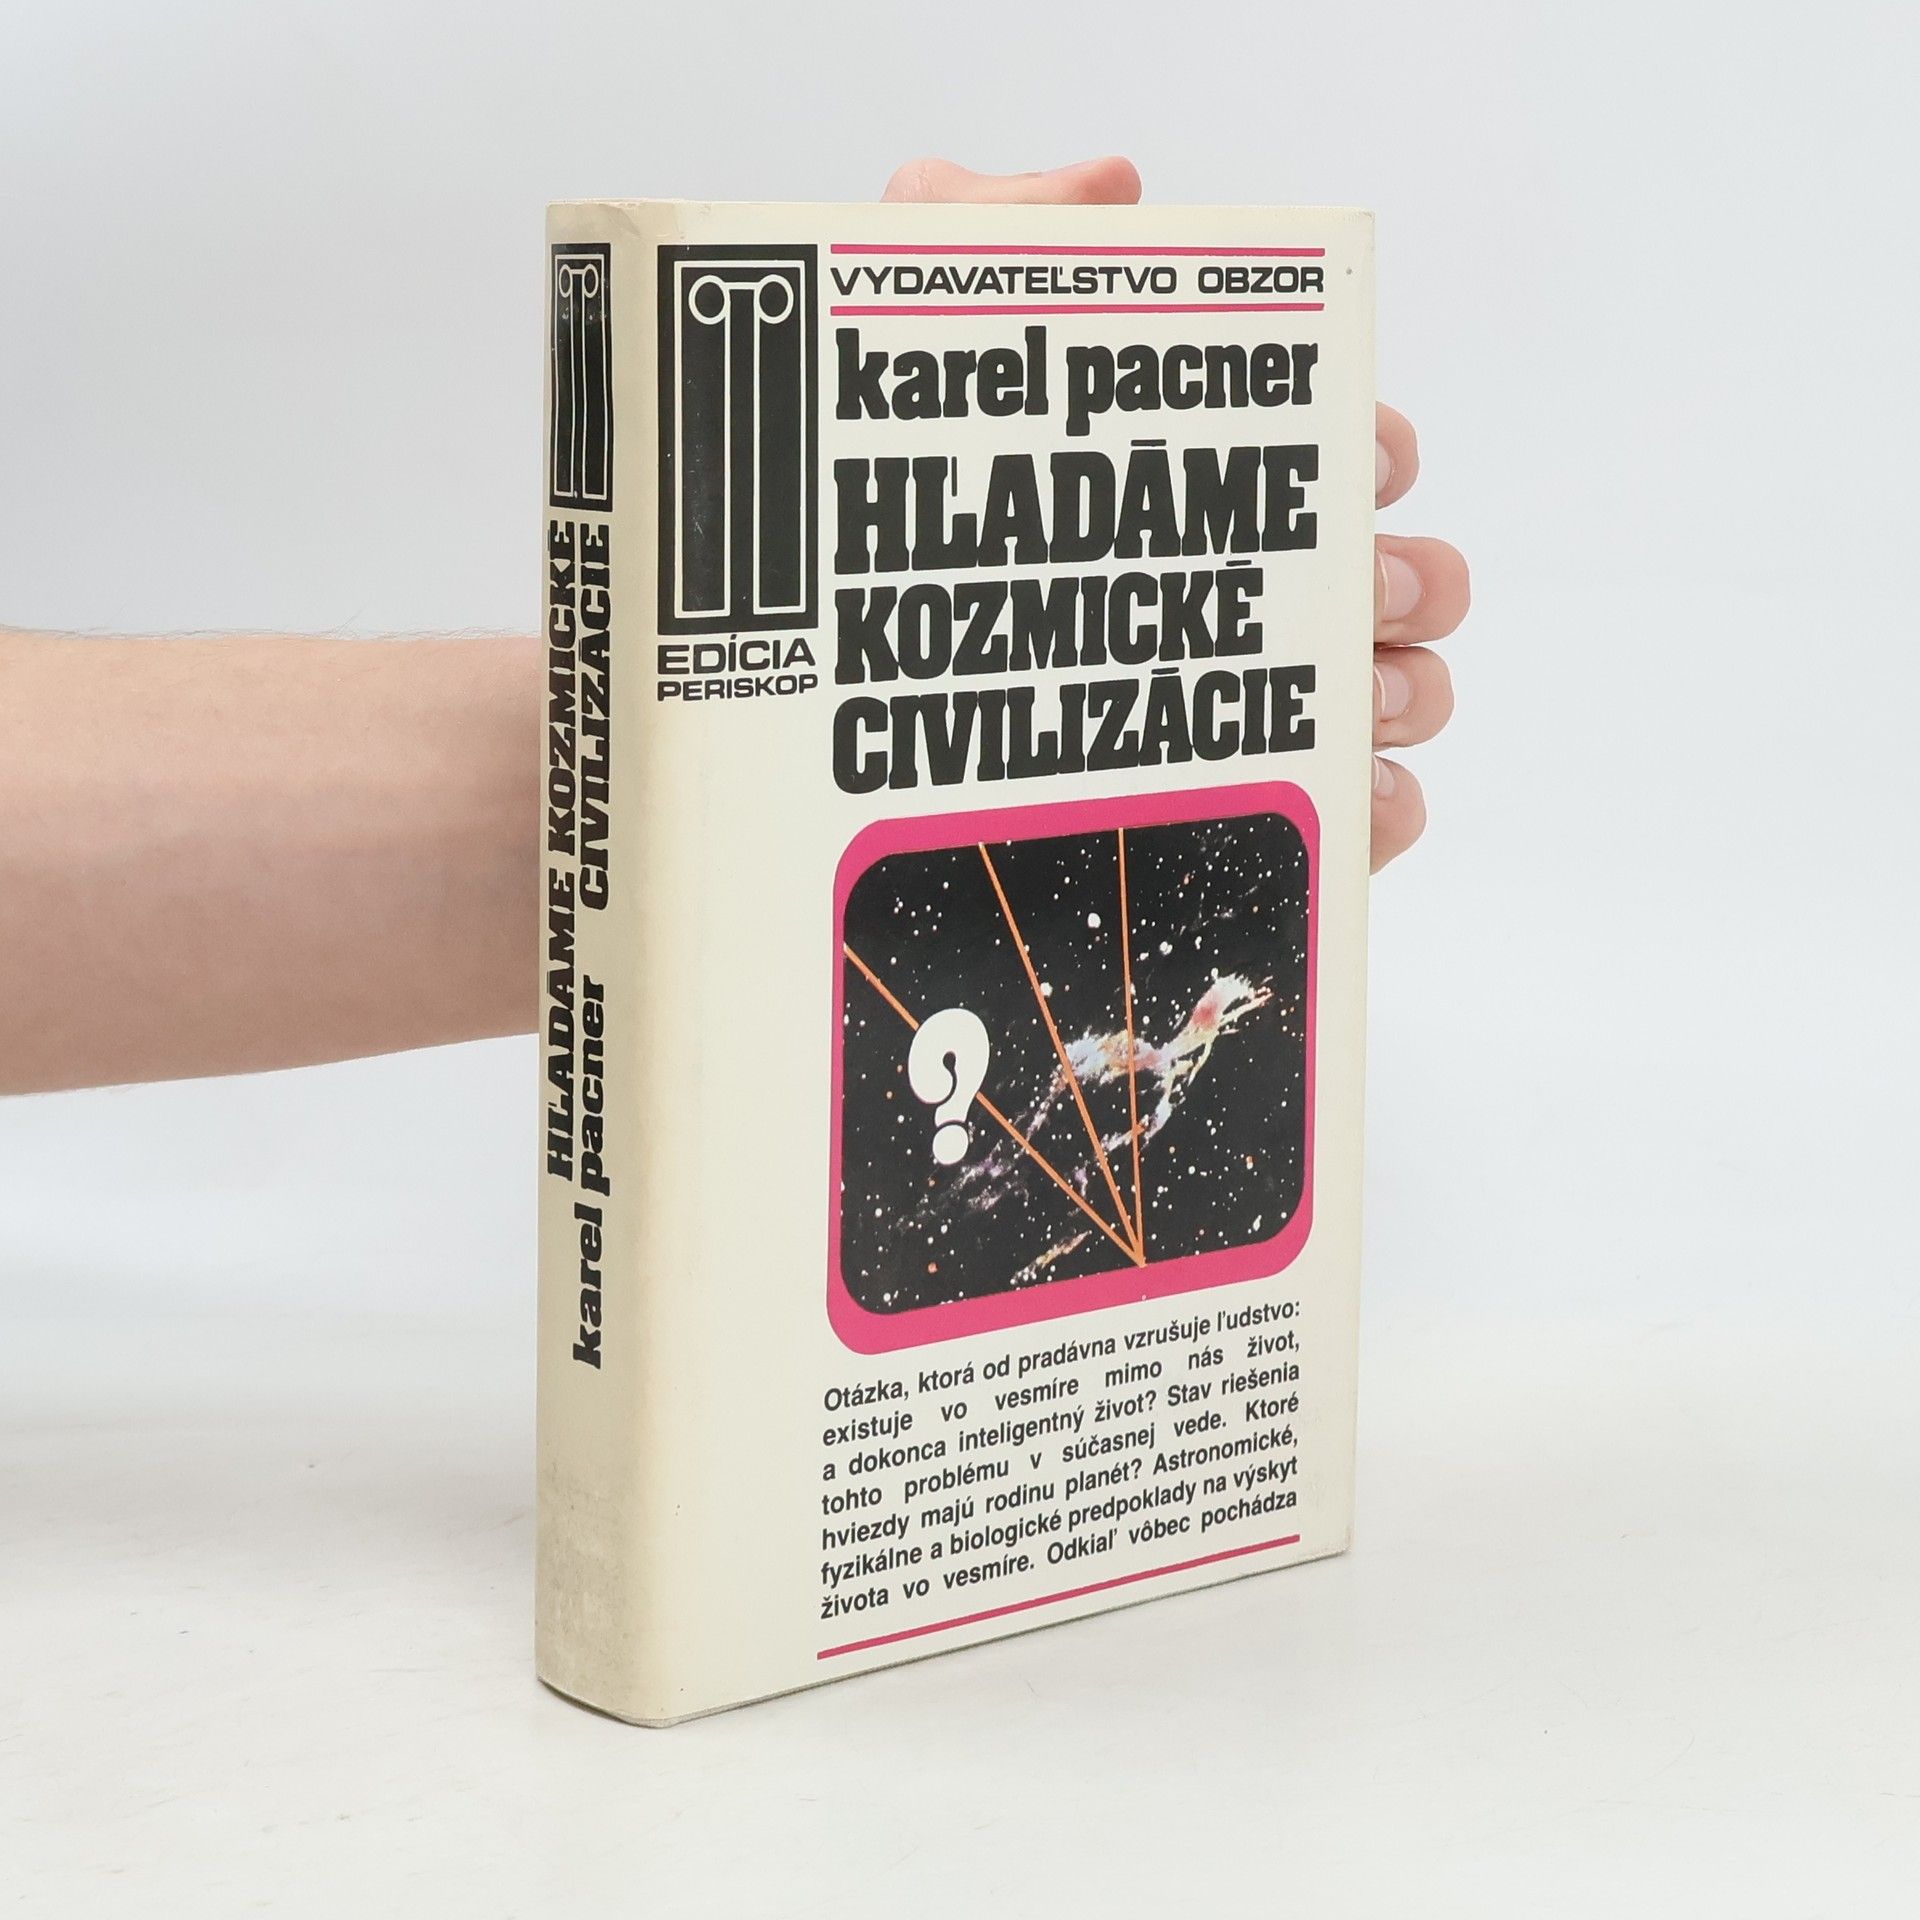 HĽADÁME KOZMICKÉ
CIVILIZÁCIE
karel pacner
EDÍCIA
PERISKOP
VYDAVATEĽSTVO OBZOR
karel pacner
HĽADÁME
KOZMICKÉ
CIVILIZÁCIE
?
Otázka, ktorá od pradávna vzrušuje ľudstvo:
existuje vo vesmíre mimo nás život,
a dokonca inteligentný život? Stav riešenia
tohto problému v súčasnej vede. Ktoré
hviezdy majú rodinu planét? Astronomické,
fyzikálne a biologické predpoklady na výskyt
života vo vesmíre. Odkiaľ vôbec pochádza